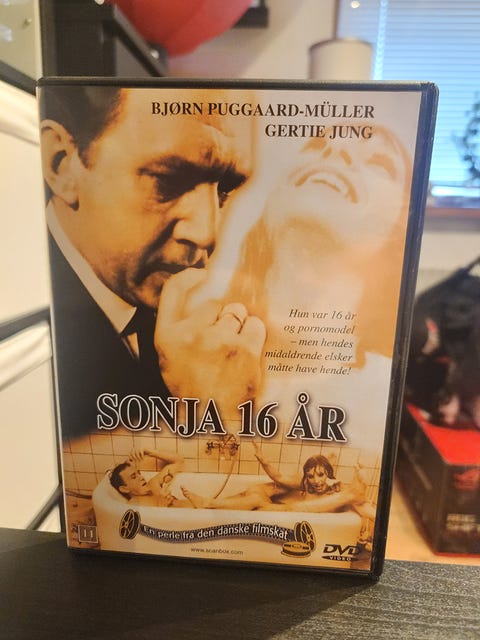 BJØRN PUGGAARD-MÜLLER
GERTIE JUNG
Hun var 16 år
og pornomodel
– men hendes
midaldrende elsker
måtte have hende!
SONJA 16 ÅR
En perle fra den danske filmskat
www.scanbox.com
11
DVD
VIDEO